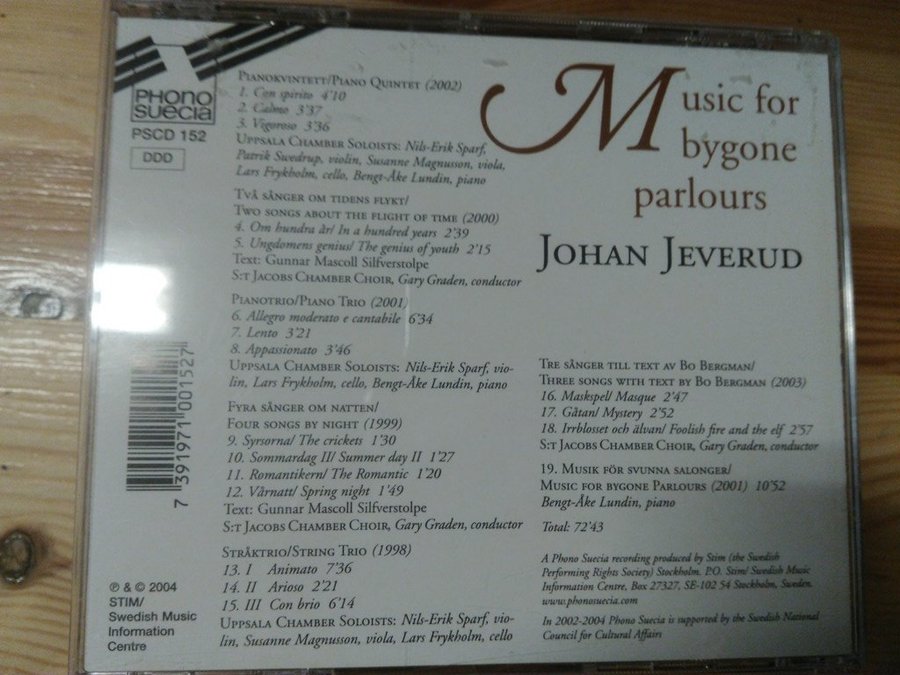 PHONO
SUECIA
PSCD 152
DDD
PIANOKVINTETT/PIANO QUINTET (2002)
1. Con spirito 4'10
2. Calmo 3'37
3. Vigoroso 3'36
UPPSALA CHAMBER SOLOISTS: Nils-Erik Sparf,
Patrik Swedrup, violin, Susanne Magnusson, viola,
Lars Frykholm, cello, Bengt-Åke Lundin, piano
TVÅ SÅNGER OM TIDENS FLYKT/
TWO SONGS ABOUT THE FLIGHT OF TIME (2000)
4. Om hundra år/ In a hundred years 2'39
5. Ungdomens genius/ The genius of youth 2'15
Text: Gunnar Mascoll Silfverstolpe
S:T JACOBS CHAMBER CHOIR, Gary Graden, conductor
PIANOTRIO/PIANO TRIO (2001)
6. Allegro moderato e cantabile 6'34
7. Lento 3'21
8. Appassionato 3'46
UPPSALA CHAMBER SOLOISTS: Nils-Erik Sparf, vio-
lin, Lars Frykholm, cello, Bengt-Åke Lundin, piano
FYRA SÅNGER OM NATTEN/
FOUR SONGS BY NIGHT (1999)
9. Syrsorna/ The crickets 1'30
10. Sommardag II/ Summer day II 1'27
11. Romantikern/ The Romantic 1'20
12. Vårnatt/ Spring night 1'49
Text: Gunnar Mascoll Silfverstolpe
S:T JACOBS CHAMBER CHOIR, Gary Graden, conductor
STRÅKTRIO/STRING TRIO (1998)
13. I Animato 7'36
14. II Arioso 2'21
15. III Con brio 6'14
UPPSALA CHAMBER SOLOISTS: Nils-Erik Sparf, vio-
lin, Susanne Magnusson, viola, Lars Frykholm, cello
Music for
bygone
parlours
JOHAN JEVERUD
TRE SÅNGER TILL TEXT AV BO BERGMAN/
THREE SONGS WITH TEXT BY BO BERGMAN (2003)
16. Maskspel/ Masque 2'47
17. Gåtan/ Mystery 2'52
18. Irrblosset och älvan/ Foolish fire and the elf 2'57
S:T JACOBS CHAMBER CHOIR, Gary Graden, conductor
19. MUSIK FÖR SVUNNA SALONGER/
MUSIC FOR BYGONE PARLOURS (2001) 10'52
Bengt-Åke Lundin, piano
Total: 72'43
A Phono Suecia recording produced by Stim (the Swedish
Performing Rights Society) Stockholm. P.O. Stim/ Swedish Music
Information Centre, Box 27327, SE-102 54 Stockholm, Sweden.
www.phonosuecia.com
In 2002-2004 Phono Suecia is supported by the Swedish National
Council for Cultural Affairs
7 391971 001527
℗ & © 2004
STIM/
Swedish Music
Information
Centre